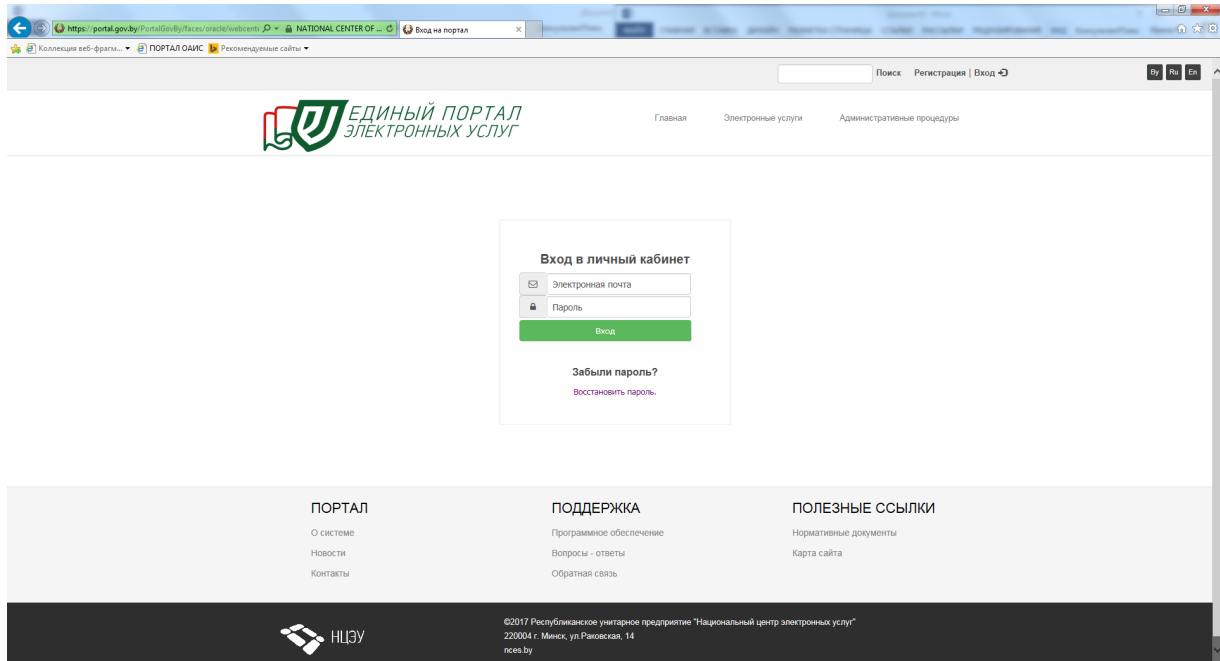 https://portal.gov.by/PortalGovBy/faces/oracle/webcent
NATIONAL CENTER OF ...
Вход на портал
Коллекция веб-фрагм...
ПОРТАЛ ОАИС
Рекомендуемые сайты
Поиск
Регистрация | Вход
By
Ru
En
ЕДИНЫЙ ПОРТАЛ
ЭЛЕКТРОННЫХ УСЛУГ
Главная
Электронные услуги
Административные процедуры
Вход в личный кабинет
Электронная почта
Пароль
Вход
Забыли пароль?
Восстановить пароль.
ПОРТАЛ
О системе
Новости
Контакты
ПОДДЕРЖКА
Программное обеспечение
Вопросы - ответы
Обратная связь
ПОЛЕЗНЫЕ ССЫЛКИ
Нормативные документы
Карта сайта
НЦЭУ
©2017 Республиканское унитарное предприятие "Национальный центр электронных услуг"
220004 г. Минск, ул.Раковская, 14
nces.by